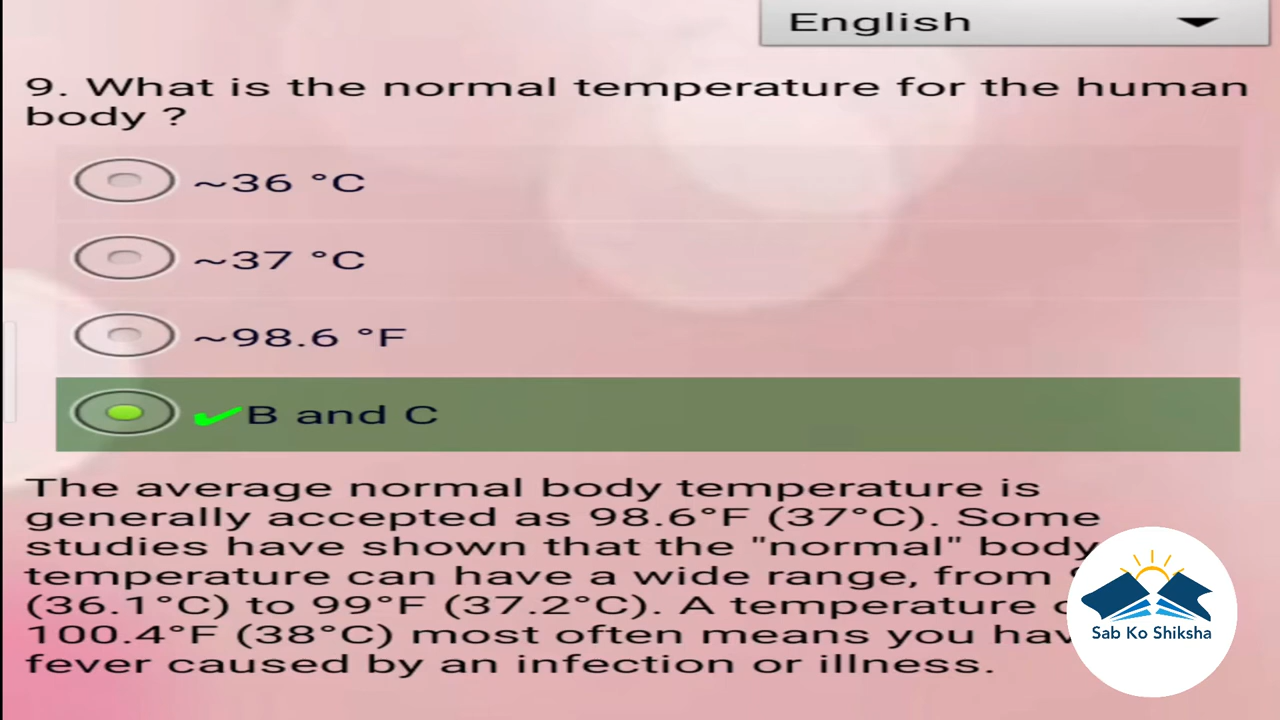 English
9. What is the normal temperature for the human
body ?
~36 °C
~37 °C
~98.6 °F
✔B and C
The average normal body temperature is
generally accepted as 98.6°F (37°C). Some
studies have shown that the "normal" body
temperature can have a wide range, from
(36.1°C) to 99°F (37.2°C). A temperature
100.4°F (38°C) most often means you
fever caused by an infection or illness.
Sab Ko Shiksha